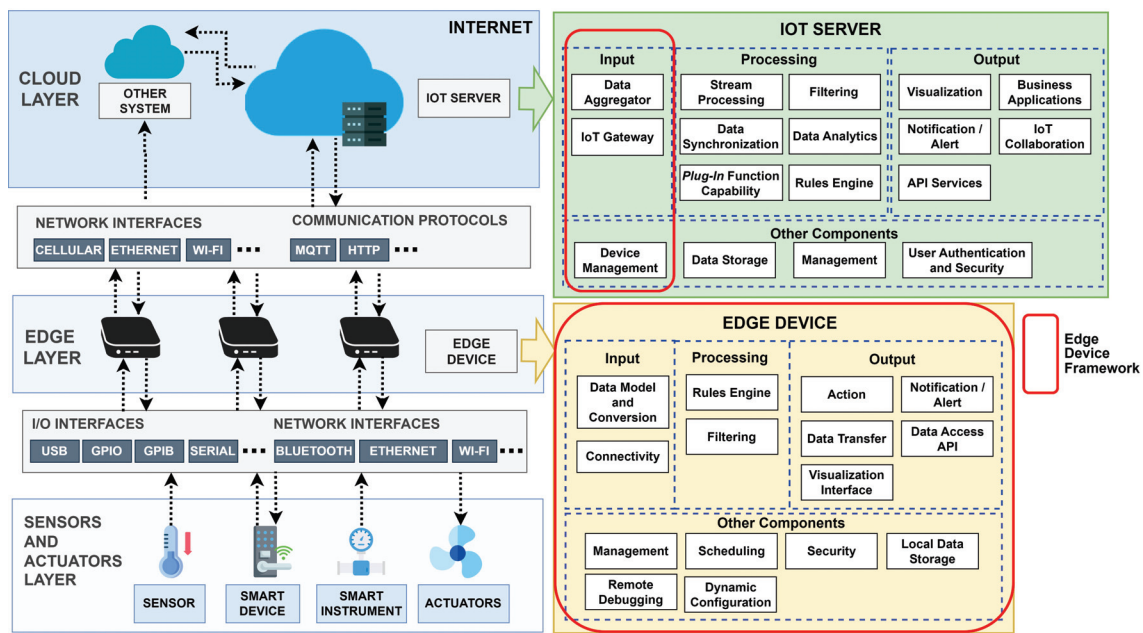 INTERNET
CLOUD
LAYER
OTHER
SYSTEM
IOT SERVER
NETWORK INTERFACES
CELLULAR
ETHERNET
WI-FI
•••
COMMUNICATION PROTOCOLS
MQTT
HTTP
•••
EDGE
LAYER
EDGE
DEVICE
I/O INTERFACES
USB
GPIO
GPIB
SERIAL
•••
NETWORK INTERFACES
BLUETOOTH
ETHERNET
WI-FI
•••
SENSORS
AND
ACTUATORS
LAYER
SENSOR
SMART
DEVICE
SMART
INSTRUMENT
ACTUATORS
IOT SERVER
Input
Data
Aggregator
IoT Gateway
Processing
Stream
Processing
Filtering
Data
Synchronization
Data Analytics
Plug-In Function
Capability
Rules Engine
Output
Visualization
Business
Applications
Notification /
Alert
IoT
Collaboration
API Services
Other Components
Device
Management
Data Storage
Management
User Authentication
and Security
EDGE DEVICE
Input
Data Model
and
Conversion
Connectivity
Processing
Rules Engine
Filtering
Output
Action
Notification /
Alert
Data Transfer
Data Access
API
Visualization
Interface
Other Components
Management
Scheduling
Security
Local Data
Storage
Remote
Debugging
Dynamic
Configuration
Edge
Device
Framework